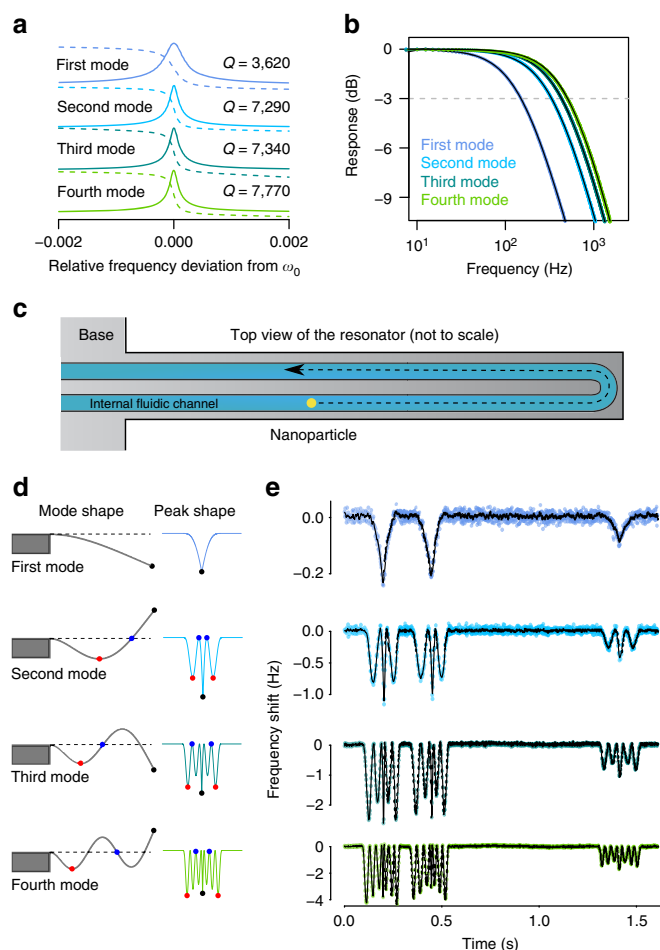 a
First mode
Q = 3,620
Second mode
Q = 7,290
Third mode
Q = 7,340
Fourth mode
Q = 7,770
−0.002
0.000
0.002
Relative frequency deviation from ω0
b
Response (dB)
0
−3
−6
−9
First mode
Second mode
Third mode
Fourth mode
10¹
10²
10³
Frequency (Hz)
c
Base
Top view of the resonator (not to scale)
Internal fluidic channel
Nanoparticle
d
Mode shape
Peak shape
First mode
Second mode
Third mode
Fourth mode
e
Frequency shift (Hz)
0.0
−0.2
0.0
−0.5
−1.0
0
−1
−2
0
−2
−4
0.0
0.5
1.0
1.5
Time (s)